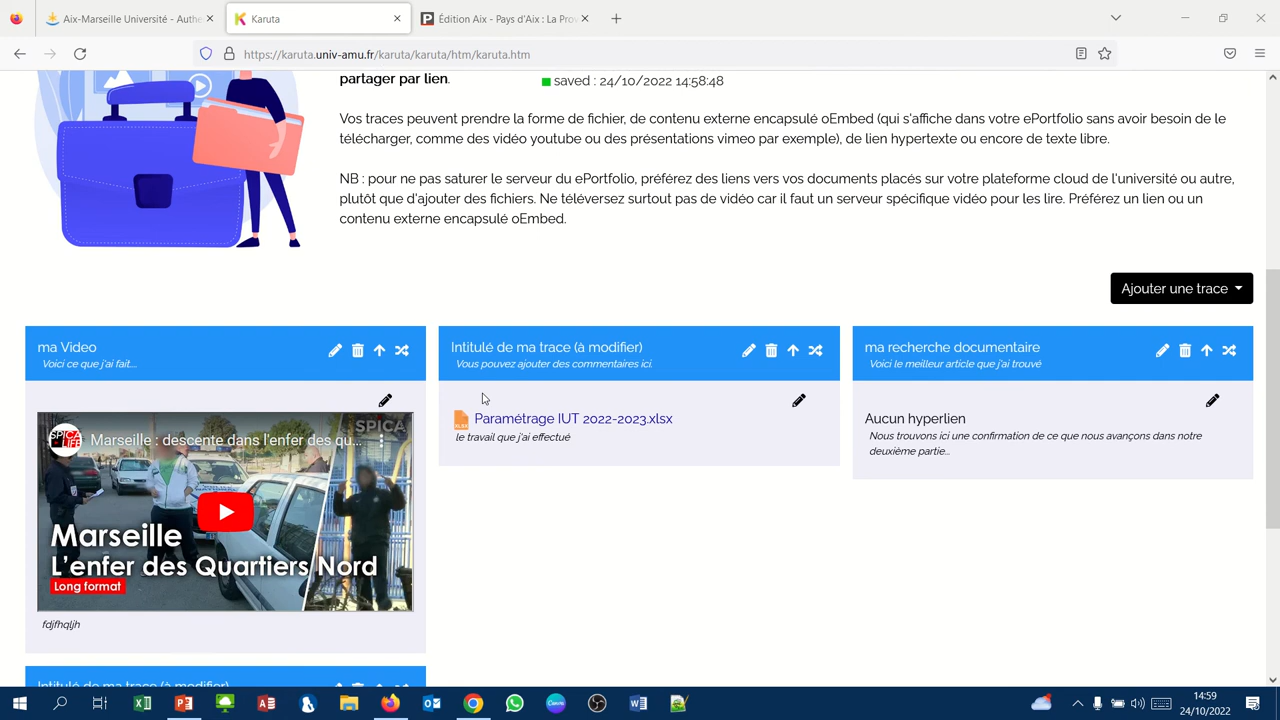 Aix-Marseille Université - Authe
Karuta
Édition Aix - Pays d'Aix : La Pro
https://karuta.univ-amu.fr/karuta/karuta/htm/karuta.htm
partager par lien.
saved : 24/10/2022 14:58:48
Vos traces peuvent prendre la forme de fichier, de contenu externe encapsulé oEmbed (qui s'affiche dans votre ePortfolio sans avoir besoin de le
télécharger, comme des vidéo youtube ou des présentations vimeo par exemple), de lien hypertexte ou encore de texte libre.
NB : pour ne pas saturer le serveur du ePortfolio, préférez des liens vers vos documents placés sur votre plateforme cloud de l'université ou autre,
plutôt que d'ajouter des fichiers. Ne téléversez surtout pas de vidéo car il faut un serveur spécifique vidéo pour les lire. Préférez un lien ou un
contenu externe encapsulé oEmbed.
Ajouter une trace
ma Video
Voici ce que j'ai fait....
SPICA
LIFE
Marseille : descente dans l'enfer des qu...
SPICA
Marseille
L'enfer des Quartiers Nord
Long format
fdjfhqljh
Intitulé de ma trace (à modifier)
Vous pouvez ajouter des commentaires ici.
XLSX
Paramétrage IUT 2022-2023.xlsx
le travail que j'ai effectué
ma recherche documentaire
Voici le meilleur article que j'ai trouvé
Aucun hyperlien
Nous trouvons ici une confirmation de ce que nous avançons dans notre
deuxième partie...
Intitulé de ma trace (à modifier)
14:59
24/10/2022